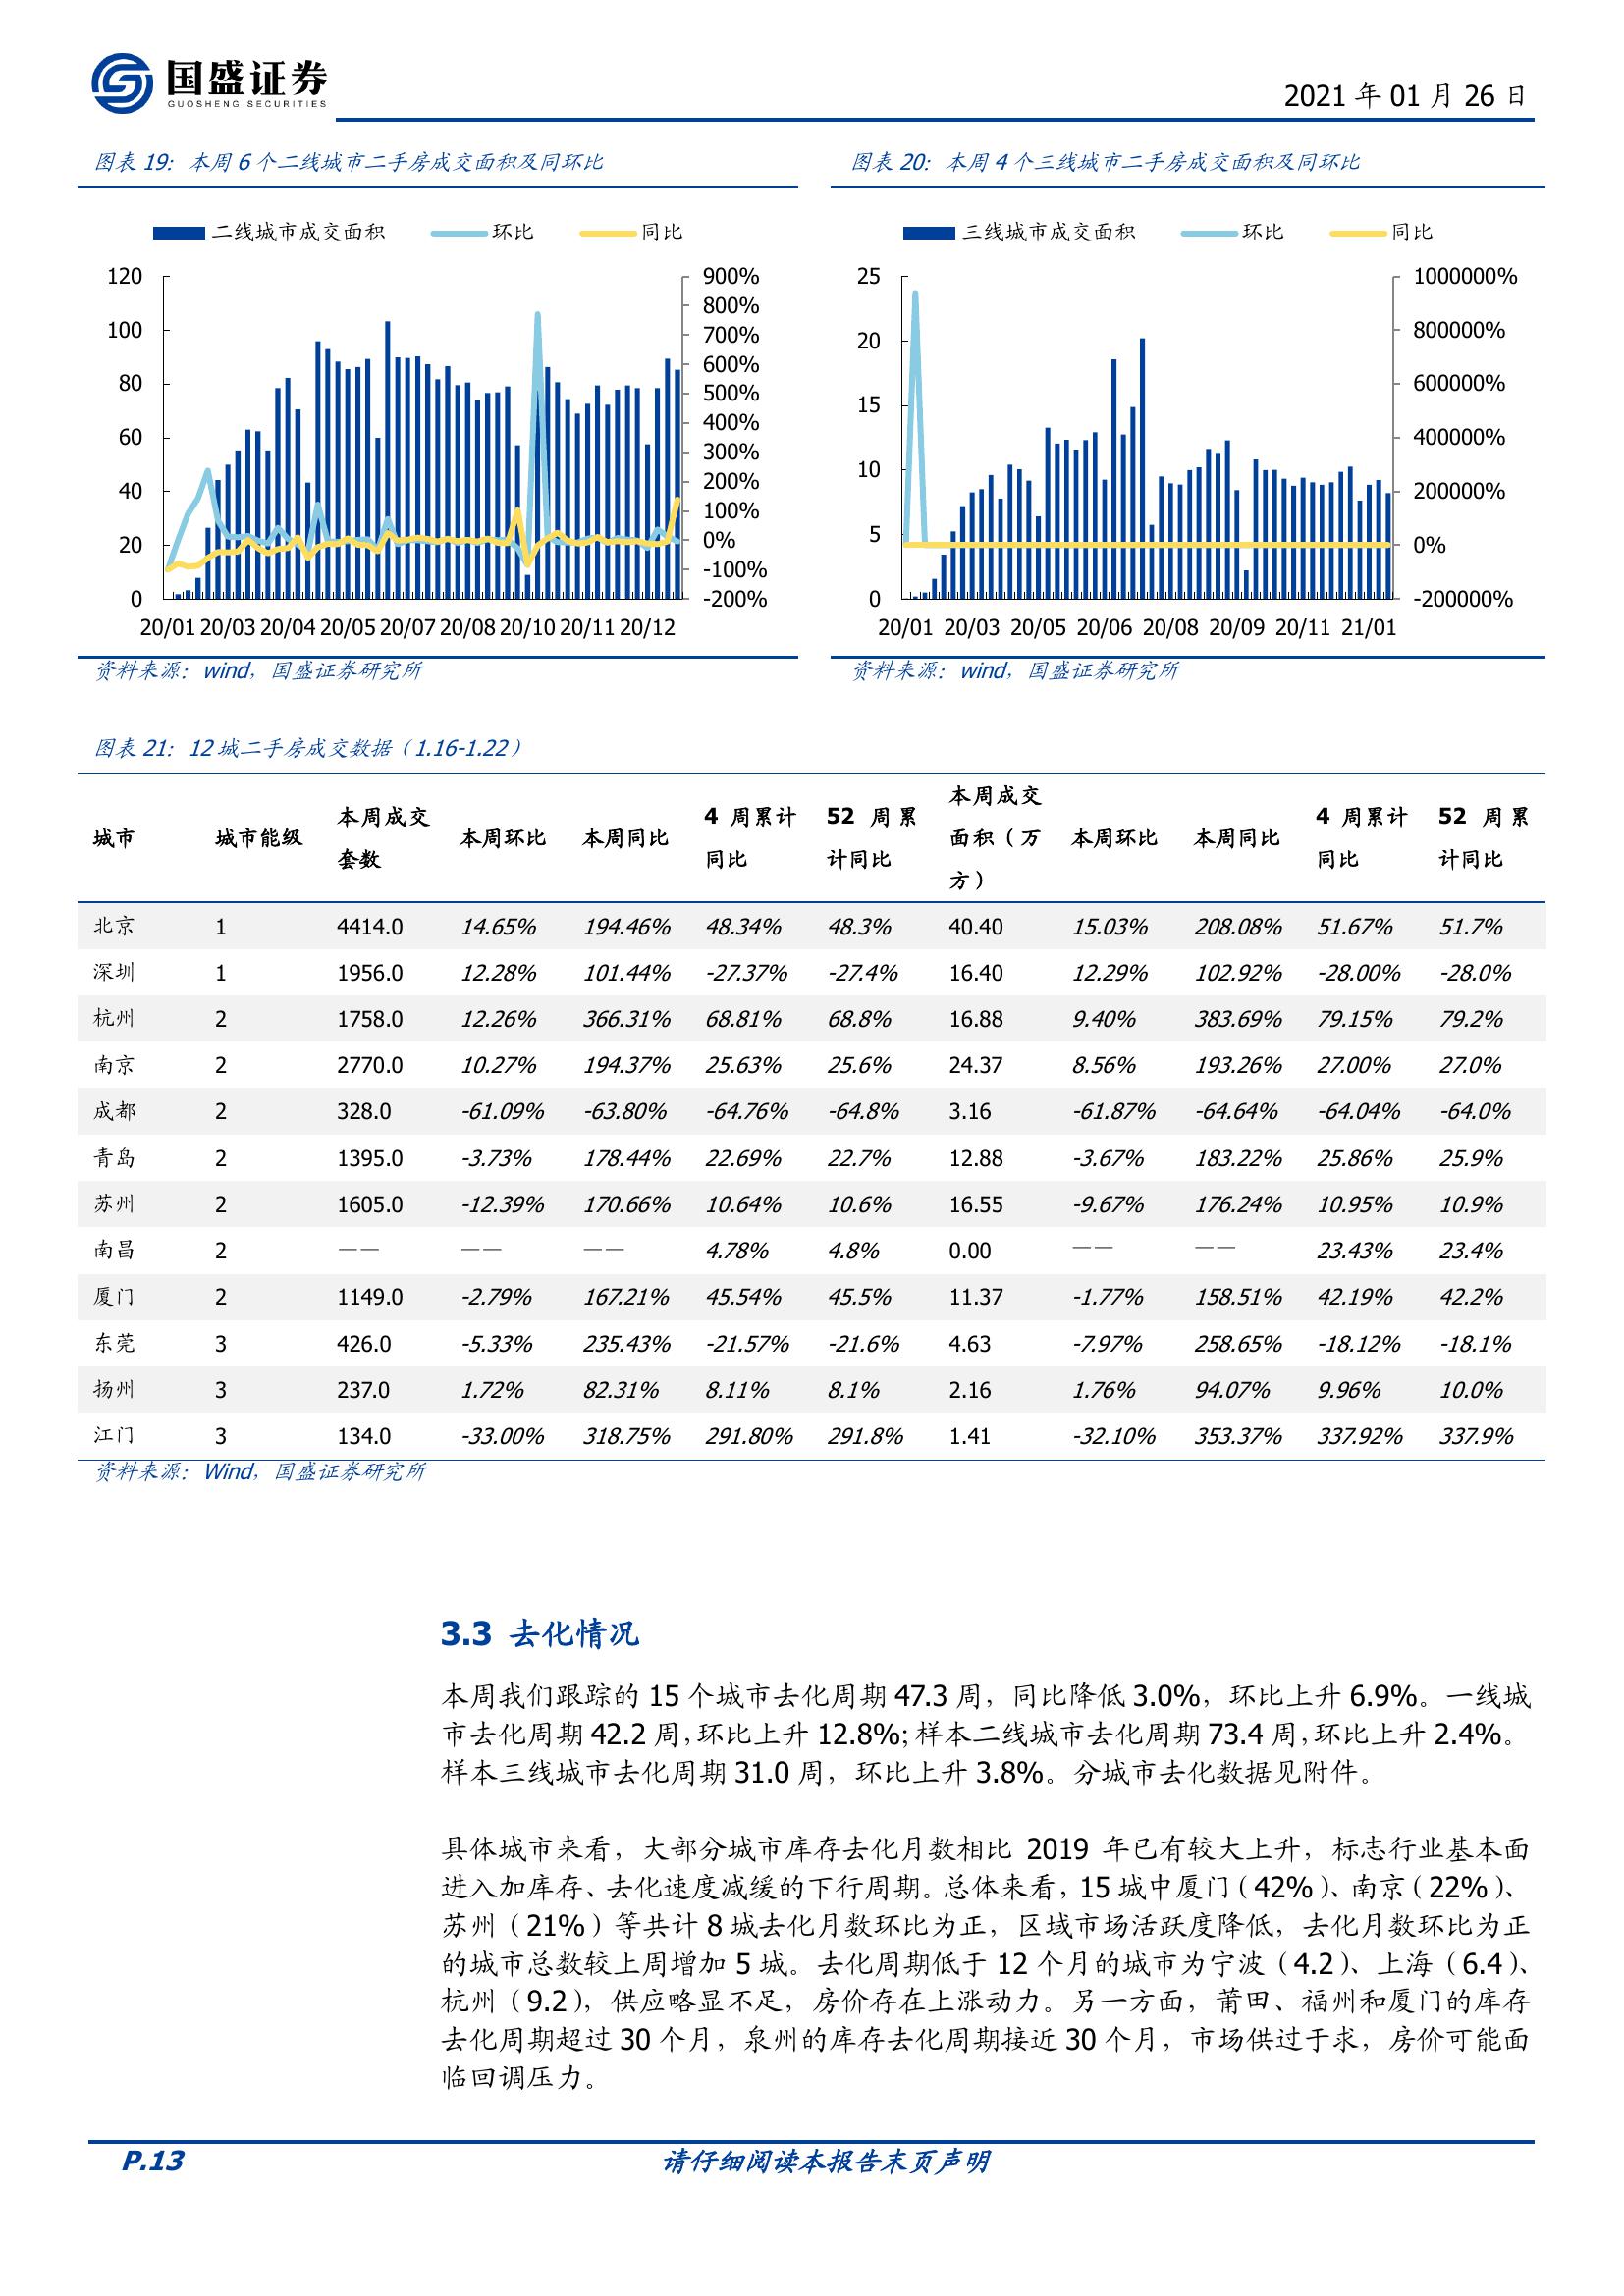 国盛证券
GUOSHENG SECURITIES
2021 年 01 月 26 日
图表 19：本周 6 个二线城市二手房成交面积及同环比
二线城市成交面积 环比 同比
120
100
80
60
40
20
0
900%
800%
700%
600%
500%
400%
300%
200%
100%
0%
-100%
-200%
20/01 20/03 20/04 20/05 20/07 20/08 20/10 20/11 20/12
资料来源：wind，国盛证券研究所
图表 20：本周 4 个三线城市二手房成交面积及同环比
三线城市成交面积 环比 同比
25
20
15
10
5
0
1000000%
800000%
600000%
400000%
200000%
0%
-200000%
20/01 20/03 20/05 20/06 20/08 20/09 20/11 21/01
资料来源：wind，国盛证券研究所
图表 21：12 城二手房成交数据（1.16-1.22）
城市 城市能级 本周成交套数 本周环比 本周同比 4 周累计同比 52 周累计同比 本周成交面积（万方） 本周环比 本周同比 4 周累计同比 52 周累计同比
北京 1 4414.0 14.65% 194.46% 48.34% 48.3% 40.40 15.03% 208.08% 51.67% 51.7%
深圳 1 1956.0 12.28% 101.44% -27.37% -27.4% 16.40 12.29% 102.92% -28.00% -28.0%
杭州 2 1758.0 12.26% 366.31% 68.81% 68.8% 16.88 9.40% 383.69% 79.15% 79.2%
南京 2 2770.0 10.27% 194.37% 25.63% 25.6% 24.37 8.56% 193.26% 27.00% 27.0%
成都 2 328.0 -61.09% -63.80% -64.76% -64.8% 3.16 -61.87% -64.64% -64.04% -64.0%
青岛 2 1395.0 -3.73% 178.44% 22.69% 22.7% 12.88 -3.67% 183.22% 25.86% 25.9%
苏州 2 1605.0 -12.39% 170.66% 10.64% 10.6% 16.55 -9.67% 176.24% 10.95% 10.9%
南昌 2 —— —— —— 4.78% 4.8% 0.00 —— —— 23.43% 23.4%
厦门 2 1149.0 -2.79% 167.21% 45.54% 45.5% 11.37 -1.77% 158.51% 42.19% 42.2%
东莞 3 426.0 -5.33% 235.43% -21.57% -21.6% 4.63 -7.97% 258.65% -18.12% -18.1%
扬州 3 237.0 1.72% 82.31% 8.11% 8.1% 2.16 1.76% 94.07% 9.96% 10.0%
江门 3 134.0 -33.00% 318.75% 291.80% 291.8% 1.41 -32.10% 353.37% 337.92% 337.9%
资料来源：Wind，国盛证券研究所
3.3 去化情况
本周我们跟踪的 15 个城市去化周期 47.3 周，同比降低 3.0%，环比上升 6.9%。一线城
市去化周期 42.2 周，环比上升 12.8%；样本二线城市去化周期 73.4 周，环比上升 2.4%。
样本三线城市去化周期 31.0 周，环比上升 3.8%。分城市去化数据见附件。
具体城市来看，大部分城市库存去化月数相比 2019 年已有较大上升，标志行业基本面
进入加库存、去化速度减缓的下行周期。总体来看，15 城中厦门（42%）、南京（22%）、
苏州（21%）等共计 8 城去化月数环比为正，区域市场活跃度降低，去化月数环比为正
的城市总数较上周增加 5 城。去化周期低于 12 个月的城市为宁波（4.2）、上海（6.4）、
杭州（9.2），供应略显不足，房价存在上涨动力。另一方面，莆田、福州和厦门的库存
去化周期超过 30 个月，泉州的库存去化周期接近 30 个月，市场供过于求，房价可能面
临回调压力。
P.13
请仔细阅读本报告末页声明